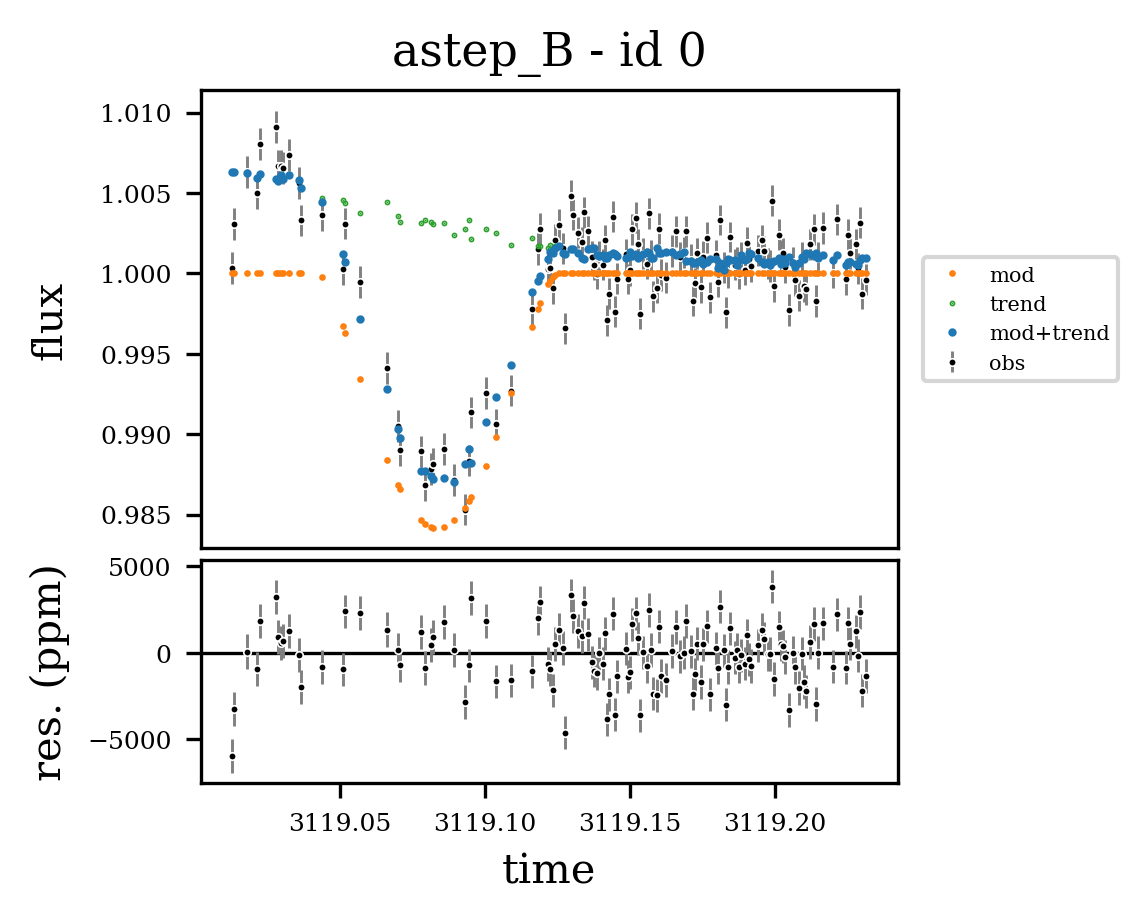 astep_B - id 0
1.010
1.005
1.000
0.995
0.990
0.985
flux
mod
trend
mod+trend
obs
5000
0
−5000
res. (ppm)
3119.05 3119.10 3119.15 3119.20
time